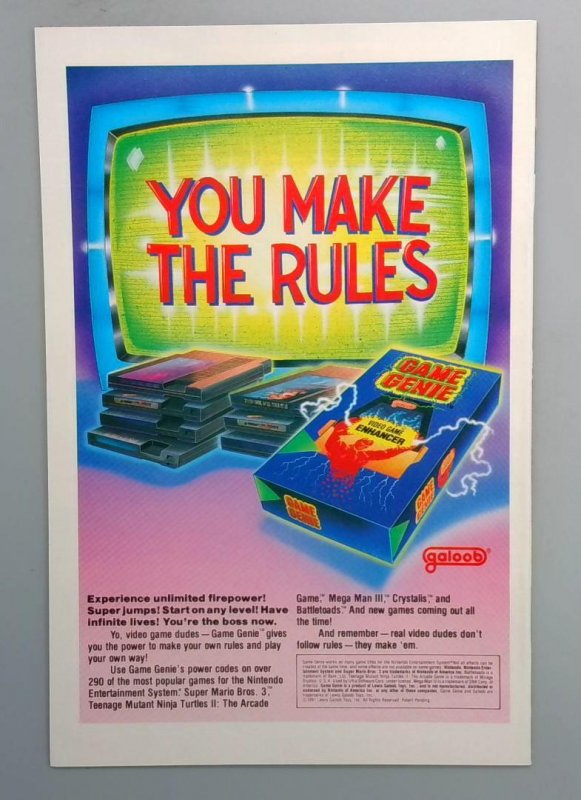 YOU MAKE
THE RULES
GAME
GENIE
galoob
VIDEO GAME
ENHANCER
GAME
GENIE
GAME
GENIE
galoob®
Experience unlimited firepower!
Super jumps! Start on any level! Have
infinite lives! You're the boss now.
Yo, video game dudes — Game Genie™ gives
you the power to make your own rules and play
your own way!
Use Game Genie's power codes on over
290 of the most popular games for the Nintendo
Entertainment System: Super Mario Bros. 3,™
Teenage Mutant Ninja Turtles II: The Arcade
Game,™ Mega Man III,™ Crystalis,™ and
Battletoads.™ And new games coming out all
the time!
And remember — real video dudes don't
follow rules — they make 'em.